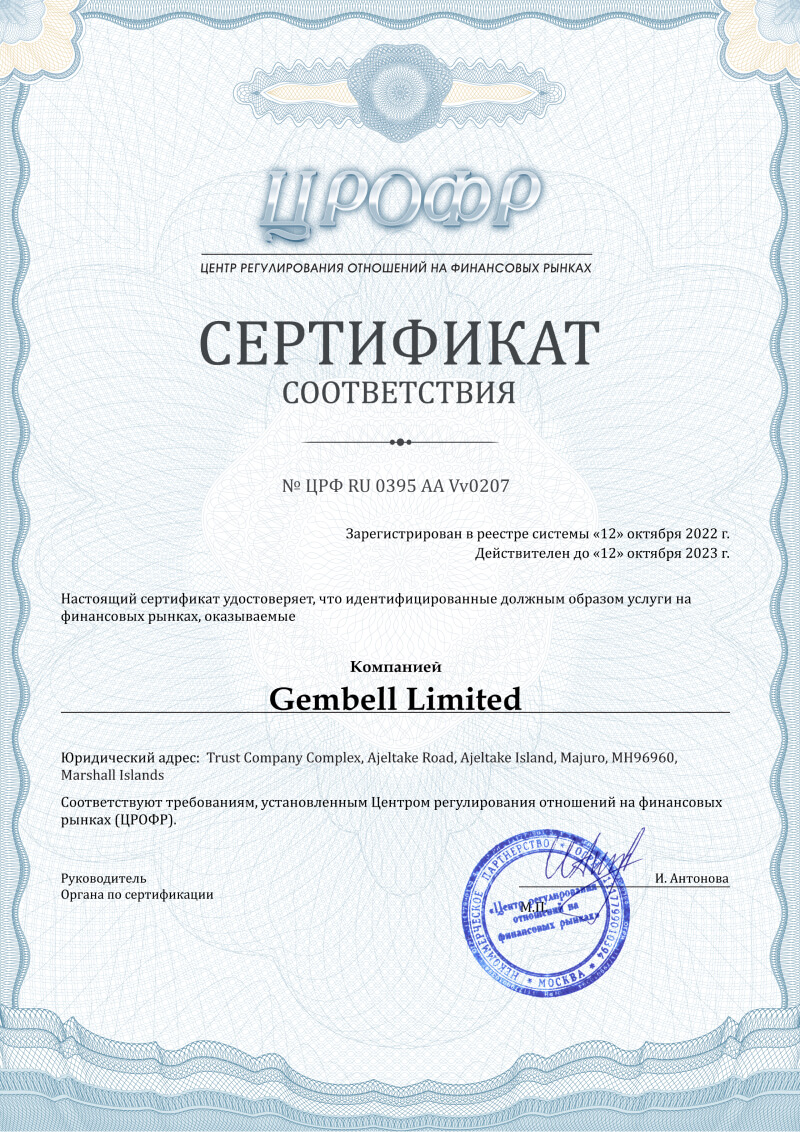 ЦРОФР
ЦЕНТР РЕГУЛИРОВАНИЯ ОТНОШЕНИЙ НА ФИНАНСОВЫХ РЫНКАХ
СЕРТИФИКАТ
СООТВЕТСТВИЯ
№ ЦРФ RU 0395 AA Vv0207
Зарегистрирован в реестре системы «12» октября 2022 г.
Действителен до «12» октября 2023 г.
Настоящий сертификат удостоверяет, что идентифицированные должным образом услуги на
финансовых рынках, оказываемые
Компанией
Gembell Limited
Юридический адрес: Trust Company Complex, Ajeltake Road, Ajeltake Island, Majuro, MH96960,
Marshall Islands
Соответствуют требованиям, установленным Центром регулирования отношений на финансовых
рынках (ЦРОФР).
Руководитель
Органа по сертификации
И. Антонова
М.П.
НЕКОММЕРЧЕСКОЕ ПАРТНЕРСТВО
* МОСКВА *
«Центр регулирования
отношений на
финансовых рынках»